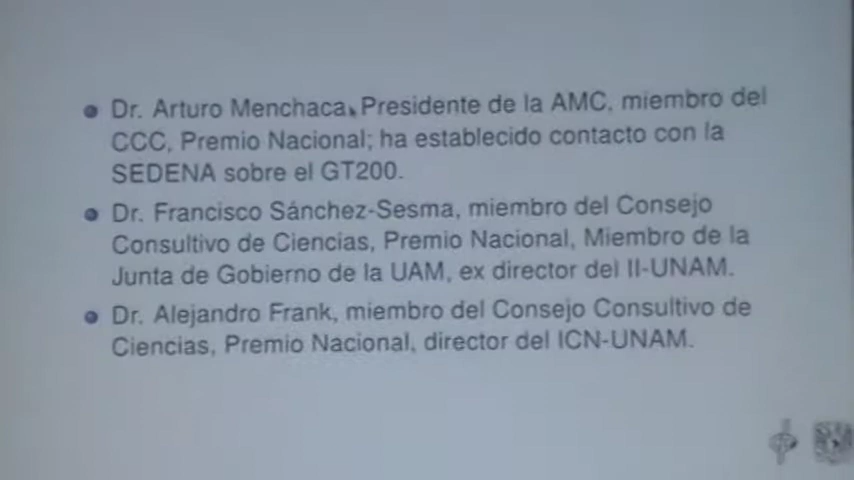 Dr. Arturo Menchaca, Presidente de la AMC, miembro del
CCC, Premio Nacional; ha establecido contacto con la
SEDENA sobre el GT200.
Dr. Francisco Sánchez-Sesma, miembro del Consejo
Consultivo de Ciencias, Premio Nacional, Miembro de la
Junta de Gobierno de la UAM, ex director del II-UNAM.
Dr. Alejandro Frank, miembro del Consejo Consultivo de
Ciencias, Premio Nacional, director del ICN-UNAM.